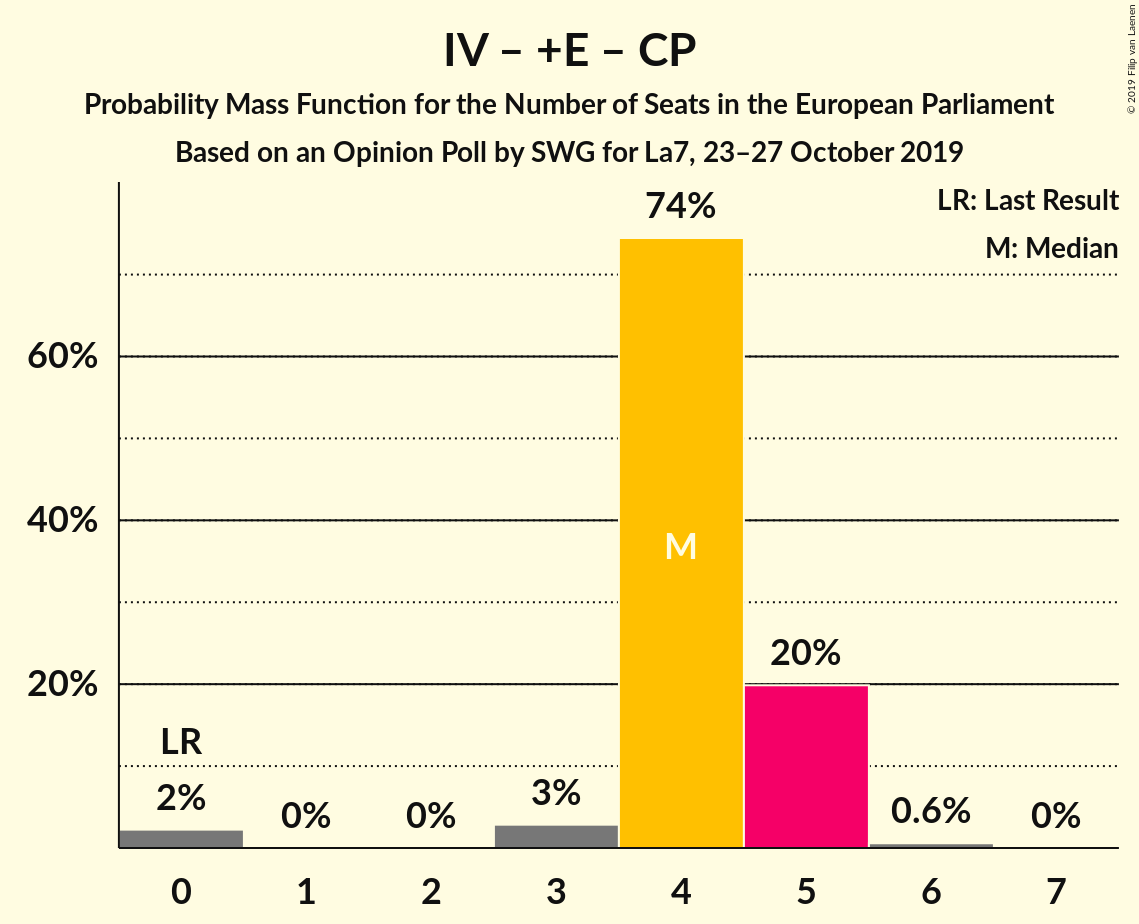 IV – +E – CP
Probability Mass Function for the Number of Seats in the European Parliament
Based on an Opinion Poll by SWG for La7, 23–27 October 2019
© 2019 Filip van Laenen
LR: Last Result
M: Median
74%
60%
40%
M
20%
20%
LR
2%
0%
0%
3%
0.6%
0%
0 1 2 3 4 5 6 7